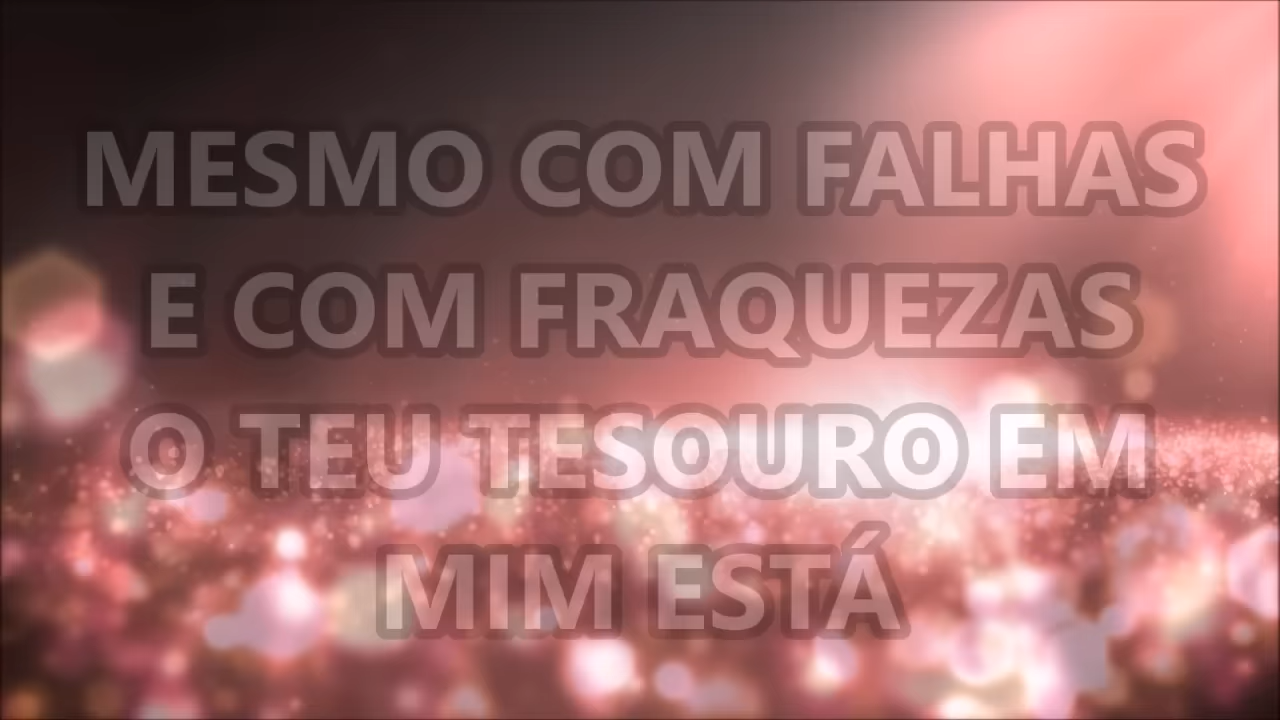 MESMO COM FALHAS
E COM FRAQUEZAS
O TEU TESOURO EM
MIM ESTÁ